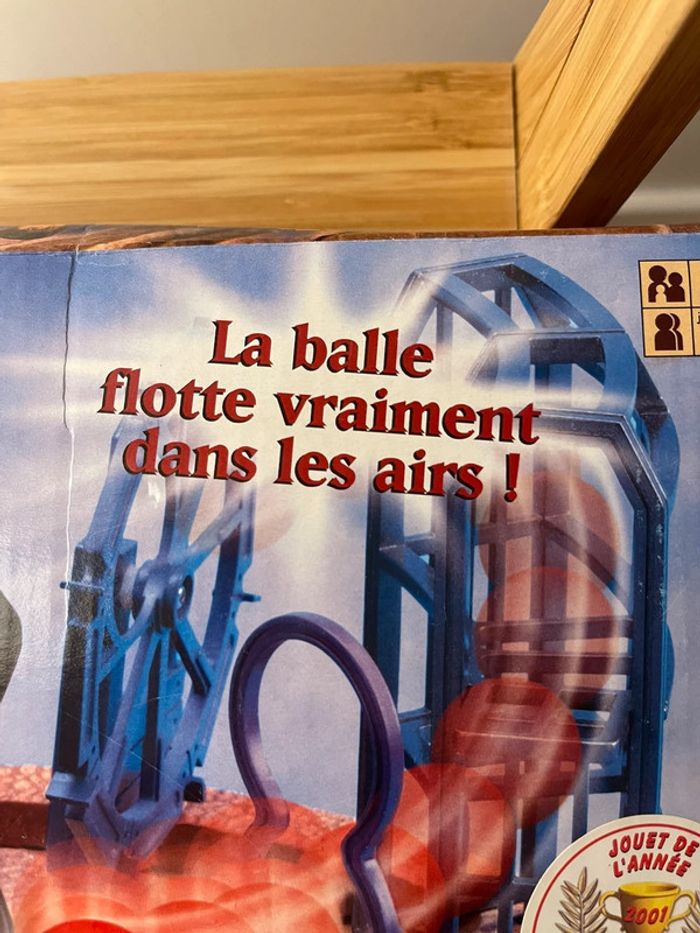 La balle
flotte vraiment
dans les airs !
JOUET DE
L'ANNÉE
2001